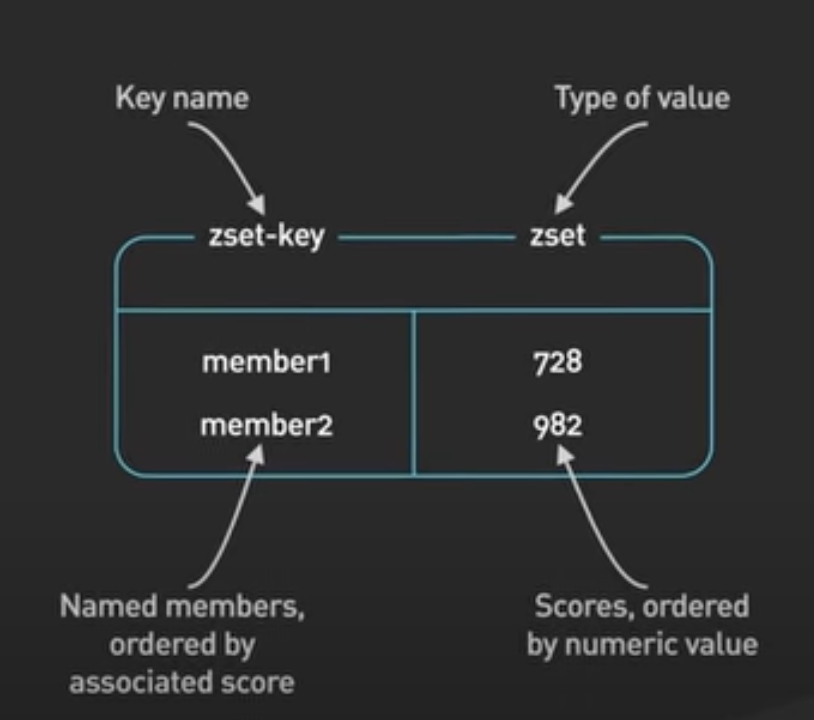 Key name
Type of value
zset-key
zset
member1
728
member2
982
Named members,
ordered by
associated score
Scores, ordered
by numeric value